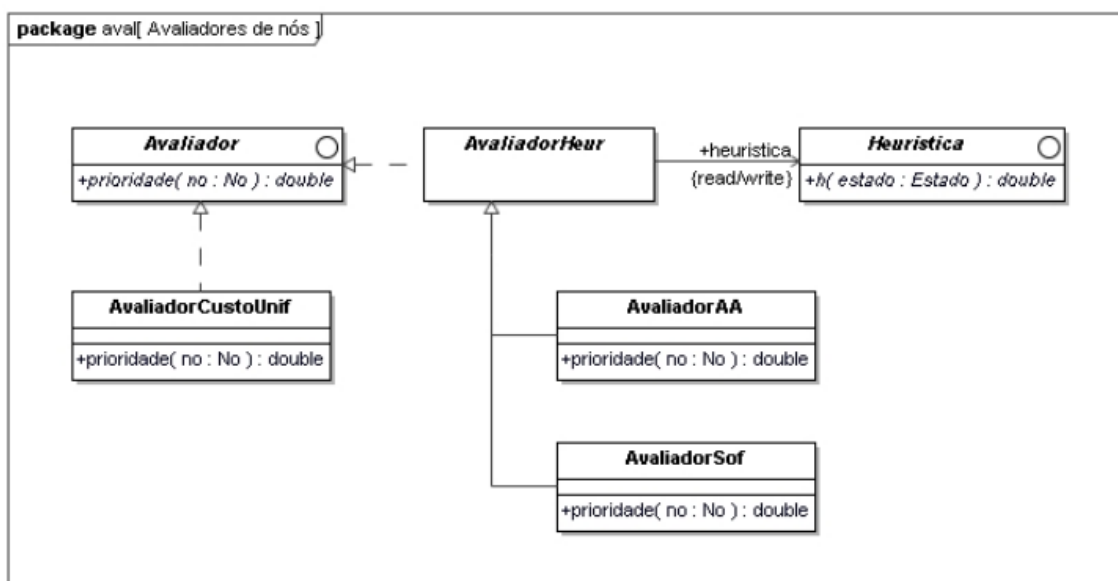 package aval[ Avaliadores de nós ]
Avaliador
+prioridade( no : No ) : double
AvaliadorHeur
+heuristica
{read/write}
Heuristica
+h( estado : Estado ) : double
AvaliadorCustoUnif
+prioridade( no : No ) : double
AvaliadorAA
+prioridade( no : No ) : double
AvaliadorSof
+prioridade( no : No ) : double